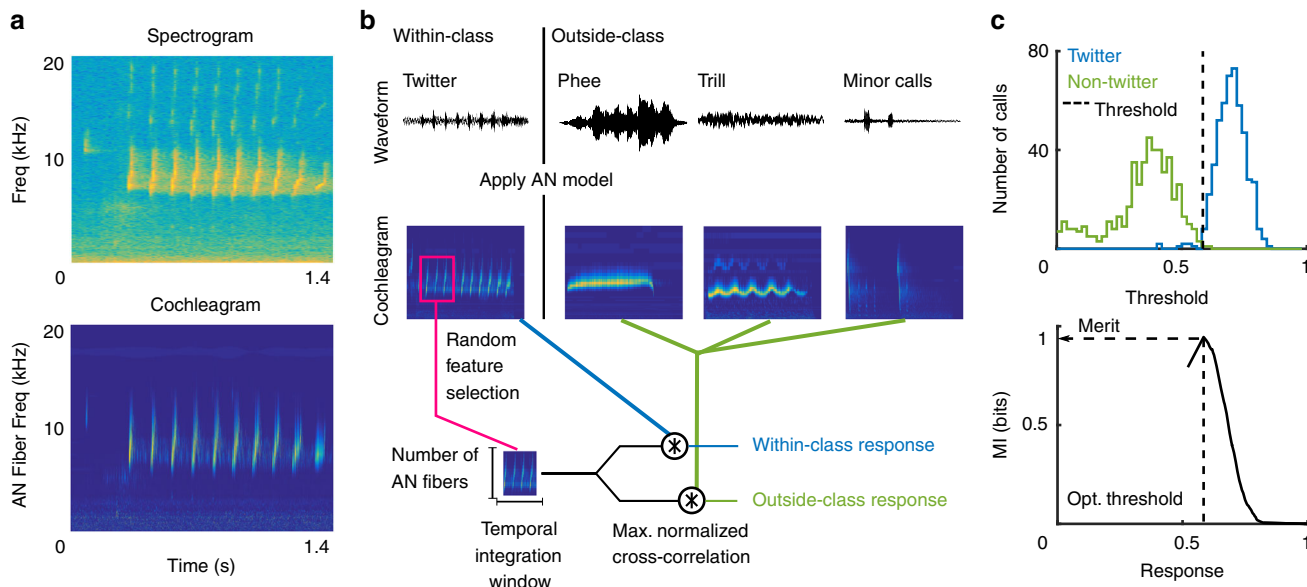 a
Spectrogram
20
10
0
1.4
Freq (kHz)
Cochleagram
20
10
0
1.4
AN Fiber Freq (kHz)
Time (s)
b
Within-class
Outside-class
Twitter
Phee
Trill
Minor calls
Waveform
Apply AN model
Cochleagram
Random
feature
selection
Number of
AN fibers
Temporal
integration
window
Max. normalized
cross-correlation
Within-class response
Outside-class response
c
80
40
0
0.5
1
Number of calls
Twitter
Non-twitter
Threshold
Threshold
1
0.5
0
0.5
1
MI (bits)
Merit
Opt. threshold
Response